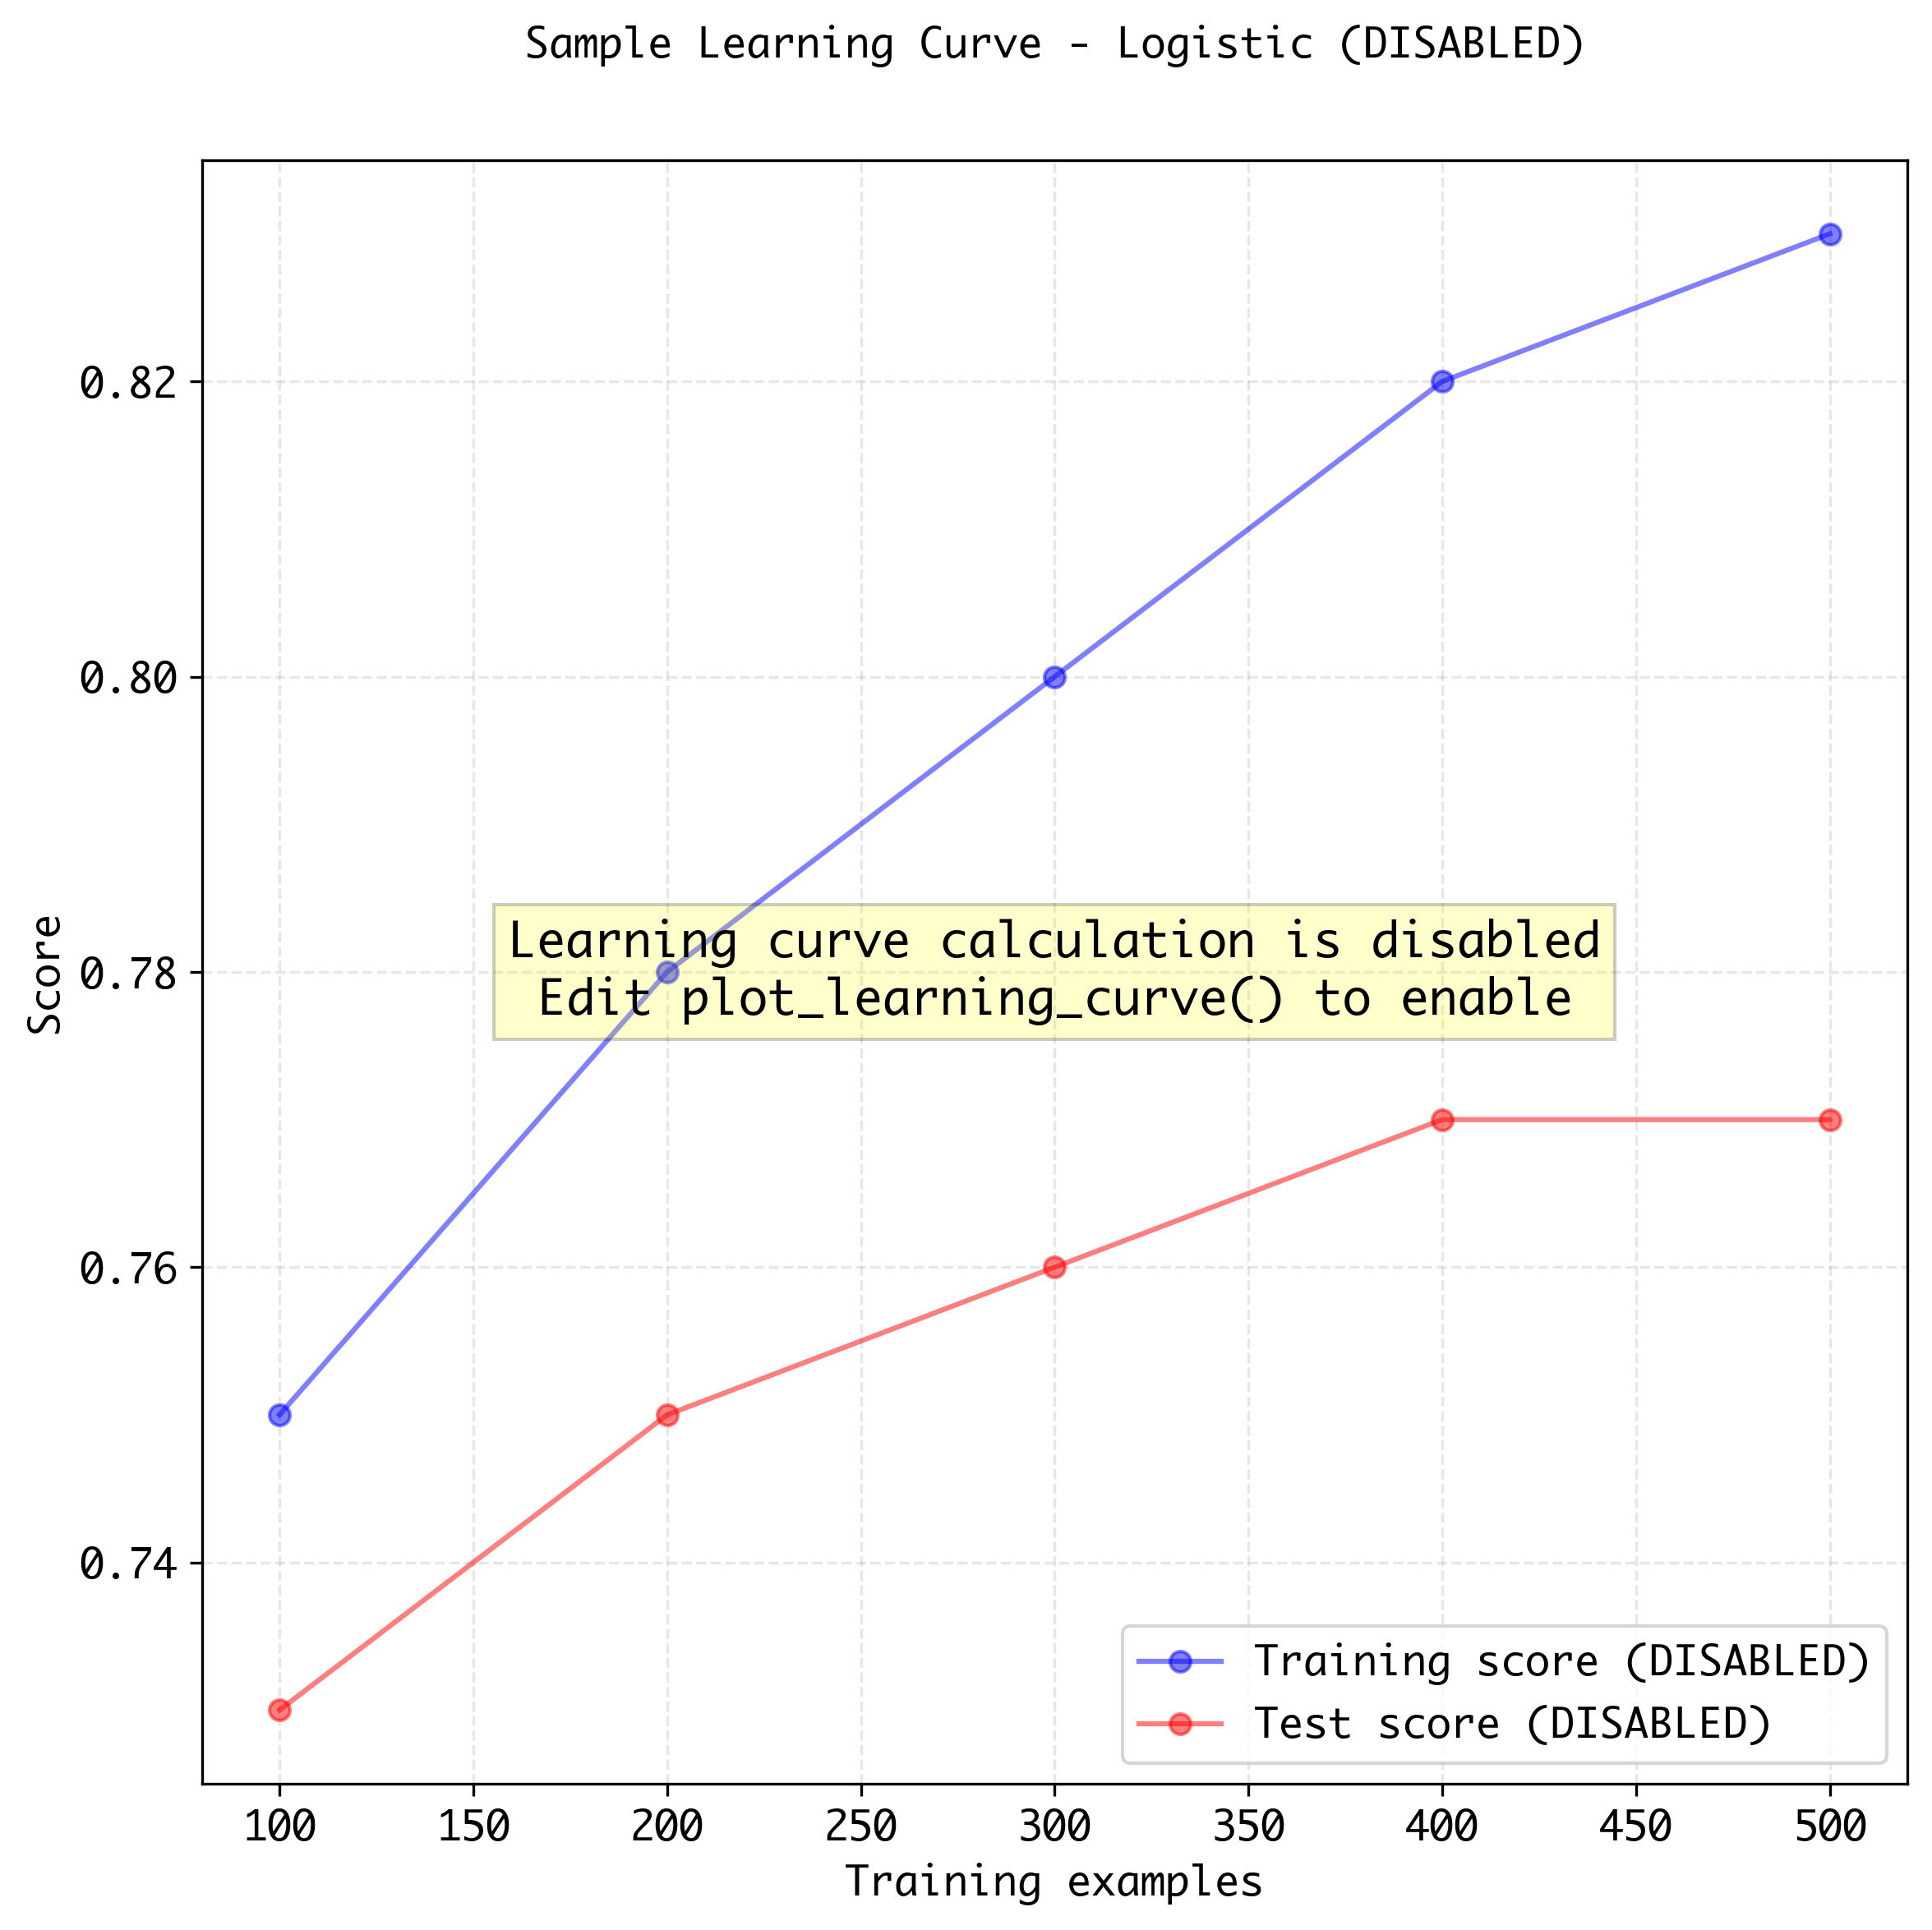 Sample Learning Curve - Logistic (DISABLED)
0.82
0.80
0.78
0.76
0.74
Score
Learning curve calculation is disabled
Edit plot_learning_curve() to enable
Training score (DISABLED)
Test score (DISABLED)
100 150 200 250 300 350 400 450 500
Training examples